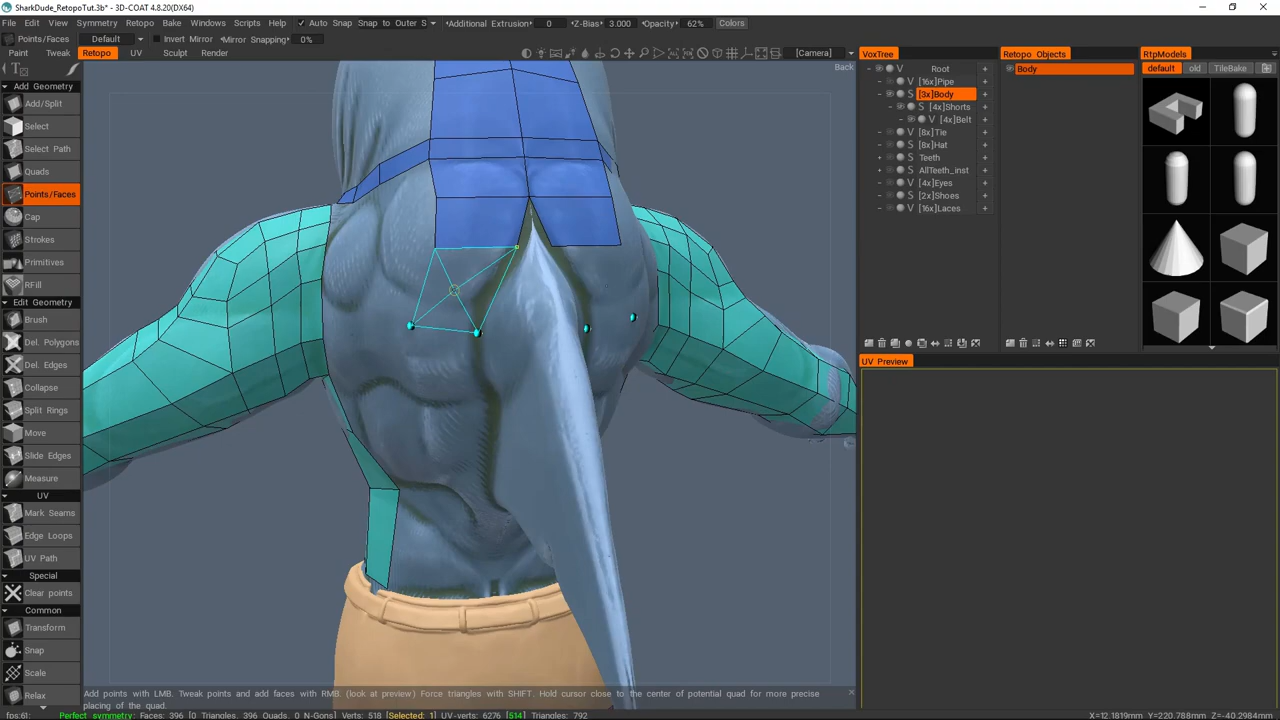 SharkDude_RetopoTut.3b* - 3D-COAT 4.8.20(DX64)
File Edit View Symmetry Retopo Bake Windows Scripts Help Auto Snap Snap to Outer S Additional Extrusion 0 Z-Bias 3.000 Opacity 62% Colors
Points/Faces Default Invert Mirror Mirror Snapping 0%
Paint Tweak Retopo UV Sculpt Render [Camera]
Back
Add Geometry
Add/Split
Select
Select Path
Quads
Points/Faces
Cap
Strokes
Primitives
RFill
Edit Geometry
Brush
Del. Polygons
Del. Edges
Collapse
Split Rings
Move
Slide Edges
Measure
UV
Mark Seams
Edge Loops
UV Path
Special
Clear points
Common
Transform
Snap
Scale
Relax
VoxTree
Root
V [16x]Pipe
S [3x]Body
S [4x]Shorts
V [4x]Belt
V [8x]Tie
V [8x]Hat
S Teeth
S AllTeeth_inst
V [4x]Eyes
S [2x]Shoes
V [16x]Laces
Retopo Objects
Body
RtpModels
default old TileBake
UV Preview
Add points with LMB. Tweak points and add faces with RMB. (look at preview) Force triangles with SHIFT. Hold cursor close to the center of potential quad for more precise
placing of the quad.
fps:61; Perfect symmetry: Faces: 396 [0 Triangles, 396 Quads, 0 N-Gons] Verts: 518 [Selected: 1] UV-verts: 6276 [514] Triangles: 792 X=12.1819cm Y=220.788cm Z=-40.2984cm